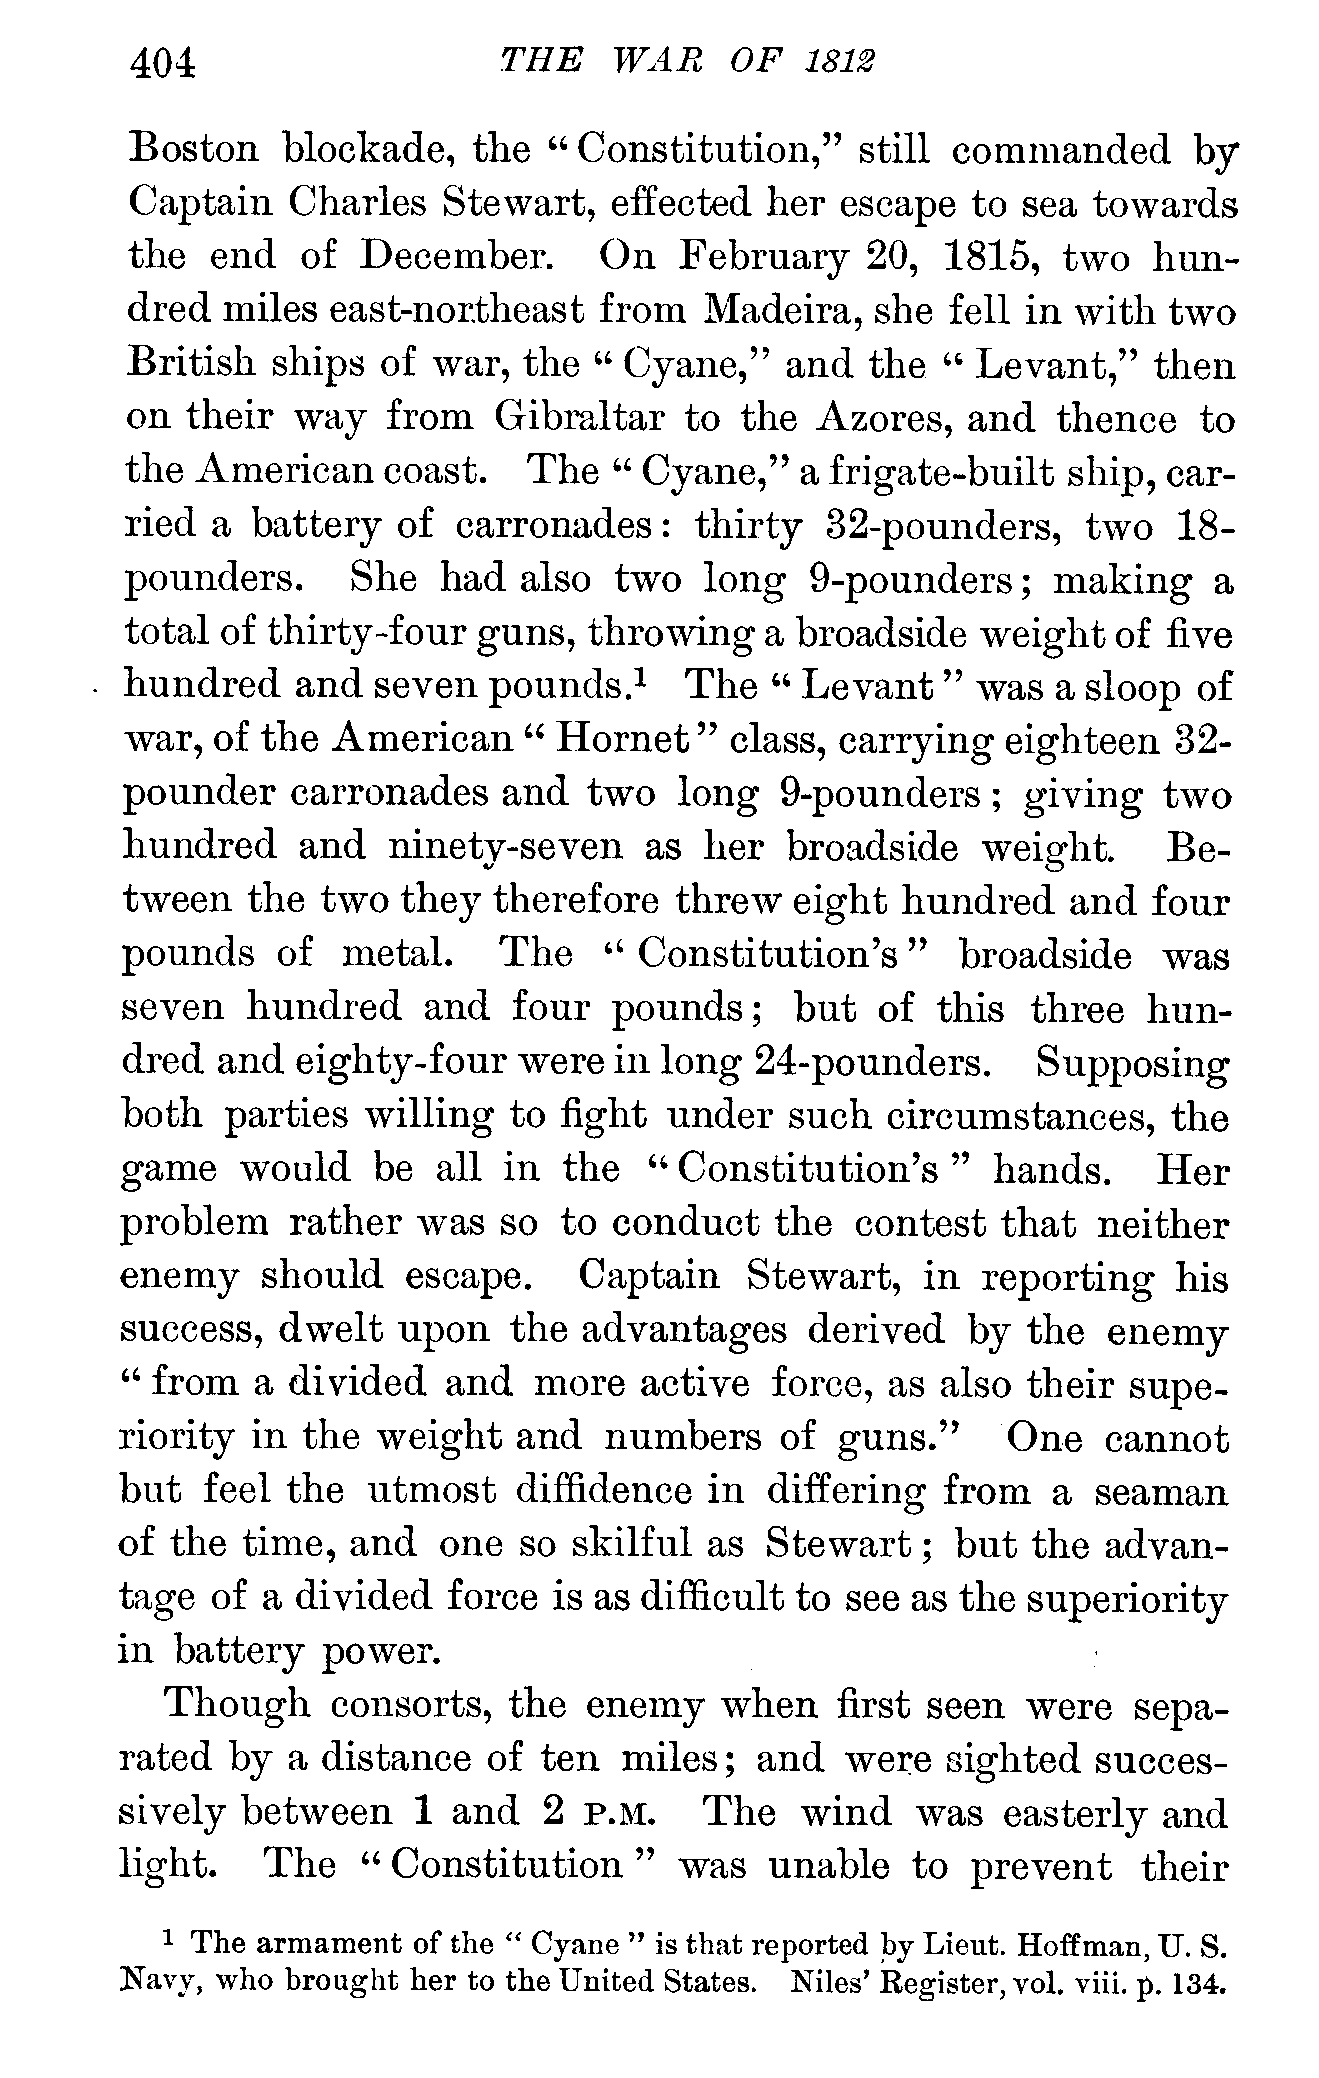 404 THE WAR OF 1812
Boston blockade, the “Constitution,” still commanded by
Captain Charles Stewart, effected her escape to sea towards
the end of December. On February 20, 1815, two hun-
dred miles east-northeast from Madeira, she fell in with two
British ships of war, the “Cyane,” and the “Levant,” then
on their way from Gibraltar to the Azores, and thence to
the American coast. The “Cyane,” a frigate-built ship, car-
ried a battery of carronades: thirty 32-pounders, two 18-
pounders. She had also two long 9-pounders; making a
total of thirty-four guns, throwing a broadside weight of five
hundred and seven pounds.¹ The “Levant” was a sloop of
war, of the American “Hornet” class, carrying eighteen 32-
pounder carronades and two long 9-pounders; giving two
hundred and ninety-seven as her broadside weight. Be-
tween the two they therefore threw eight hundred and four
pounds of metal. The “Constitution's” broadside was
seven hundred and four pounds; but of this three hun-
dred and eighty-four were in long 24-pounders. Supposing
both parties willing to fight under such circumstances, the
game would be all in the “Constitution's” hands. Her
problem rather was so to conduct the contest that neither
enemy should escape. Captain Stewart, in reporting his
success, dwelt upon the advantages derived by the enemy
“from a divided and more active force, as also their supe-
riority in the weight and numbers of guns.” One cannot
but feel the utmost diffidence in differing from a seaman
of the time, and one so skilful as Stewart; but the advan-
tage of a divided force is as difficult to see as the superiority
in battery power.
Though consorts, the enemy when first seen were sepa-
rated by a distance of ten miles; and were sighted succes-
sively between 1 and 2 P.M. The wind was easterly and
light. The “Constitution” was unable to prevent their
¹ The armament of the “Cyane” is that reported by Lieut. Hoffman, U. S.
Navy, who brought her to the United States. Niles' Register, vol. viii. p. 134.